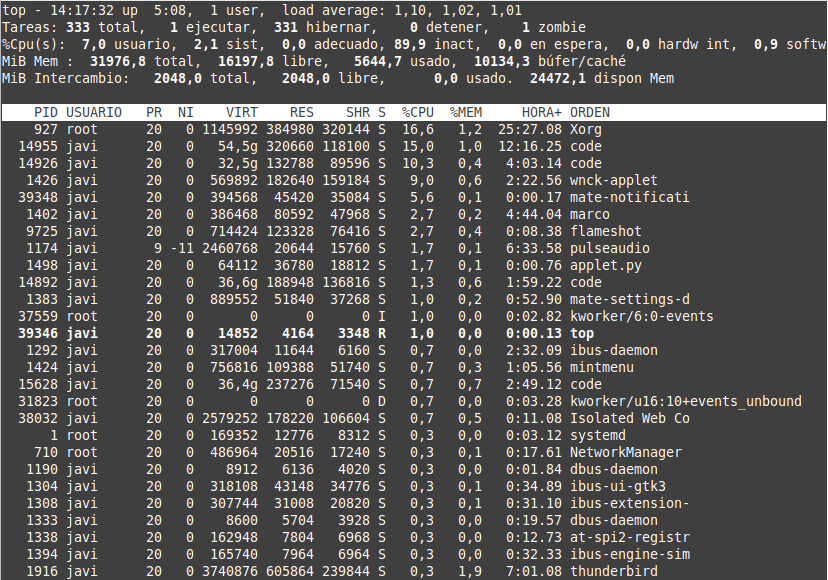 top - 14:17:32 up  5:08,  1 user,  load average: 1,10, 1,02, 1,01
Tareas: 333 total,   1 ejecutar, 331 hibernar,   0 detener,   1 zombie
%Cpu(s):  7,0 usuario,  2,1 sist,  0,0 adecuado, 89,9 inact,  0,0 en espera,  0,0 hardw int,  0,9 softw
MiB Mem :  31976,8 total,  16197,8 libre,   5644,7 usado,  10134,3 búfer/caché
MiB Intercambio:   2048,0 total,   2048,0 libre,      0,0 usado.  24472,1 dispon Mem
PID USUARIO   PR  NI    VIRT    RES    SHR S  %CPU  %MEM     HORA+ ORDEN
927 root      20   0 1145992 384980 320144 S  16,6   1,2  25:27.08 Xorg
14955 javi      20   0   54,5g 320660 118100 S  15,0   1,0  12:16.25 code
14926 javi      20   0   32,5g 132788  89596 S  10,3   0,4   4:03.14 code
1426 javi      20   0  569892 182640 159184 S   9,0   0,6   2:22.56 wnck-applet
39348 javi      20   0  394568  45420  35084 S   5,6   0,1   0:00.17 mate-notificati
1402 javi      20   0  386468  80592  47968 S   2,7   0,2   4:44.04 marco
9725 javi      20   0  714424 123328  76416 S   2,7   0,4   0:08.38 flameshot
1174 javi       9 -11 2460768  20644  15760 S   1,7   0,1   6:33.58 pulseaudio
1498 javi      20   0   64112  36780  18812 S   1,7   0,1   0:00.76 applet.py
14892 javi      20   0   36,6g 188948 136816 S   1,3   0,6   1:59.22 code
1383 javi      20   0  889552  51840  37268 S   1,0   0,2   0:52.90 mate-settings-d
37559 root      20   0       0      0      0 I   1,0   0,0   0:02.82 kworker/6:0-events
39346 javi      20   0   14852   4164   3348 R   1,0   0,0   0:00.13 top
1292 javi      20   0  317004  11644   6160 S   0,7   0,0   2:32.09 ibus-daemon
1424 javi      20   0  756816 109388  51740 S   0,7   0,3   1:05.56 mintmenu
15628 javi      20   0   36,4g 237276  71540 S   0,7   0,7   2:49.12 code
31823 root      20   0       0      0      0 D   0,7   0,0   0:03.28 kworker/u16:10+events_unbound
38032 javi      20   0 2579252 178220 106604 S   0,7   0,5   0:11.08 Isolated Web Co
1 root      20   0  169352  12776   8312 S   0,3   0,0   0:03.12 systemd
710 root      20   0  486964  20516  17240 S   0,3   0,1   0:17.61 NetworkManager
1190 javi      20   0    8912   6136   4020 S   0,3   0,0   0:01.84 dbus-daemon
1304 javi      20   0  318108  43148  34776 S   0,3   0,1   0:34.89 ibus-ui-gtk3
1308 javi      20   0  307744  31008  20820 S   0,3   0,1   0:31.10 ibus-extension-
1333 javi      20   0    8600   5704   3928 S   0,3   0,0   0:19.57 dbus-daemon
1338 javi      20   0  162948   7804   6968 S   0,3   0,0   0:12.73 at-spi2-registr
1394 javi      20   0  165740   7964   6964 S   0,3   0,0   0:32.33 ibus-engine-sim
1916 javi      20   0 3740876 605864 239844 S   0,3   1,9   7:01.08 thunderbird